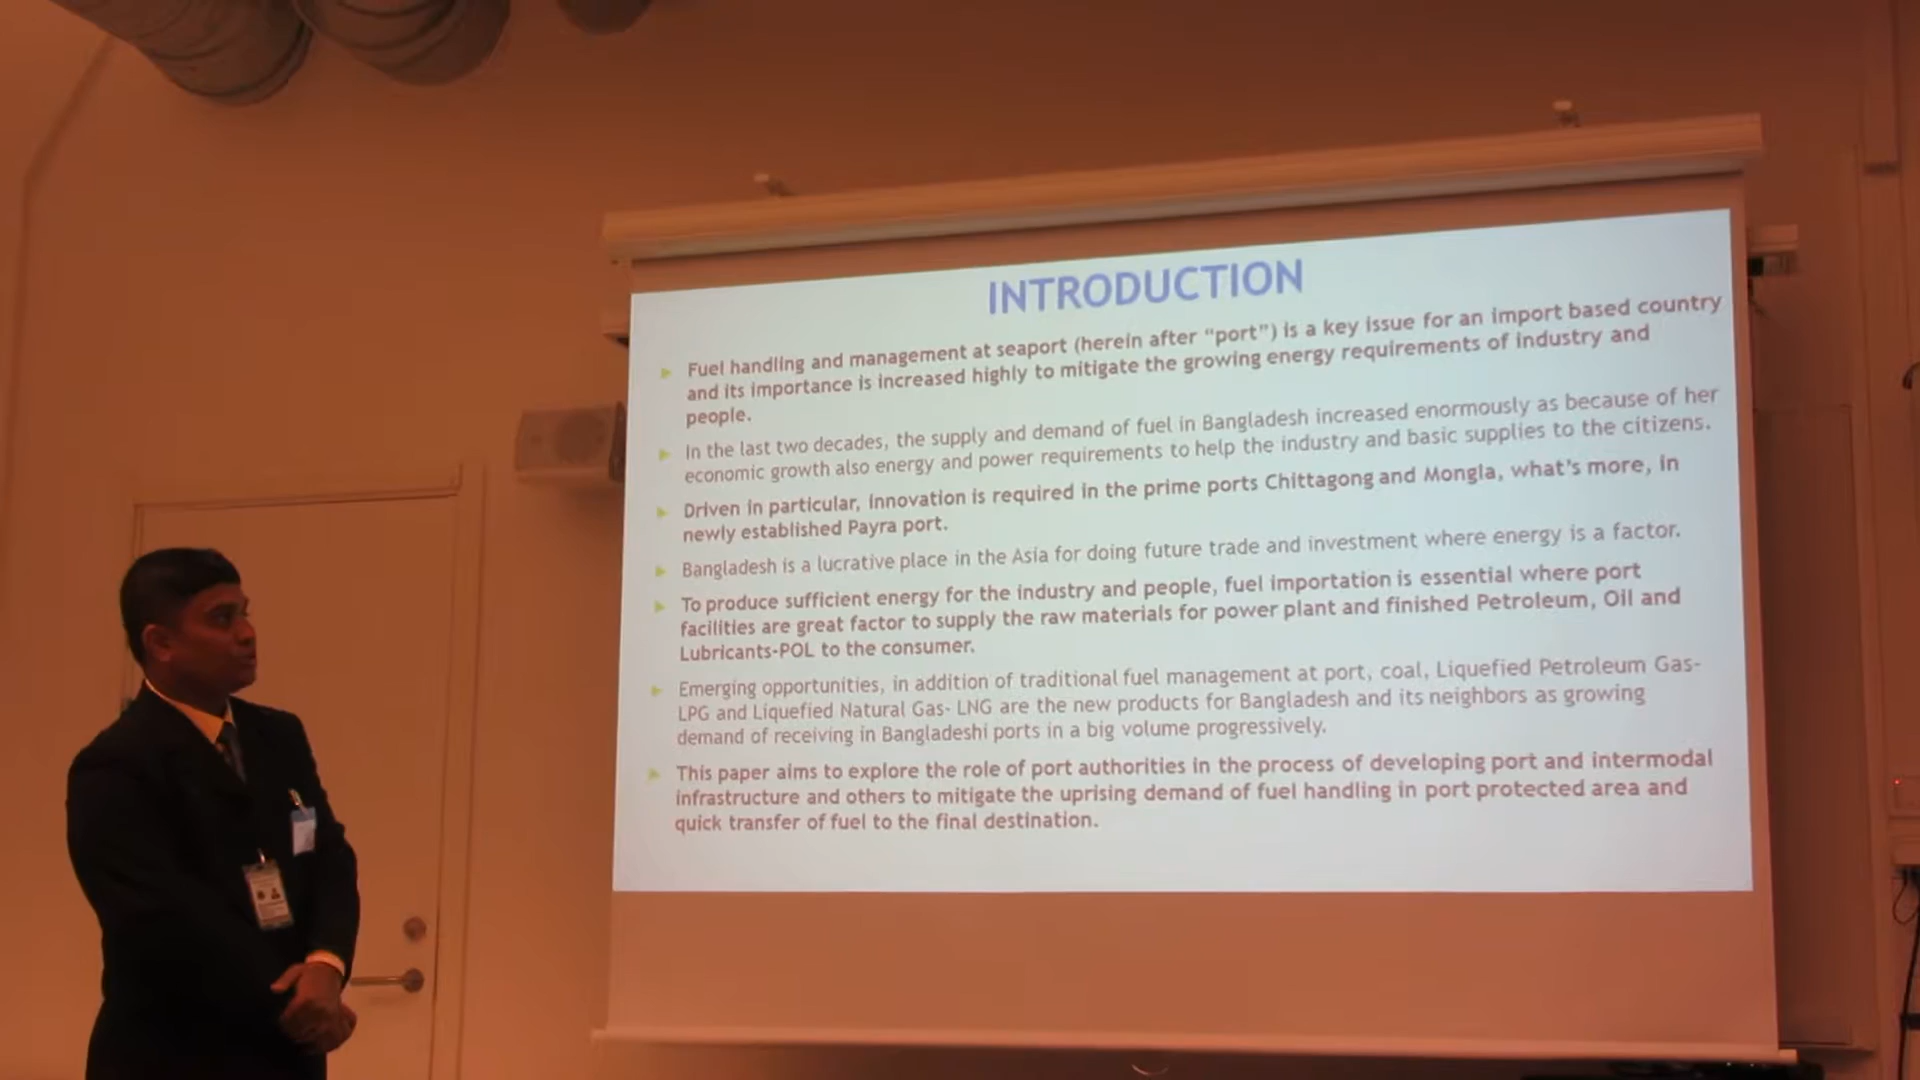 INTRODUCTION
Fuel handling and management at seaport (herein after “port”) is a key issue for an import based country
and its importance is increased highly to mitigate the growing energy requirements of industry and
people.
In the last two decades, the supply and demand of fuel in Bangladesh increased enormously as because of her
economic growth also energy and power requirements to help the industry and basic supplies to the citizens.
Driven in particular, innovation is required in the prime ports Chittagong and Mongla, what's more, in
newly established Payra port.
Bangladesh is a lucrative place in the Asia for doing future trade and investment where energy is a factor.
To produce sufficient energy for the industry and people, fuel importation is essential where port
facilities are great factor to supply the raw materials for power plant and finished Petroleum, Oil and
Lubricants-POL to the consumer.
Emerging opportunities, in addition of traditional fuel management at port, coal, Liquefied Petroleum Gas-
LPG and Liquefied Natural Gas- LNG are the new products for Bangladesh and its neighbors as growing
demand of receiving in Bangladeshi ports in a big volume progressively.
This paper aims to explore the role of port authorities in the process of developing port and intermodal
infrastructure and others to mitigate the uprising demand of fuel handling in port protected area and
quick transfer of fuel to the final destination.